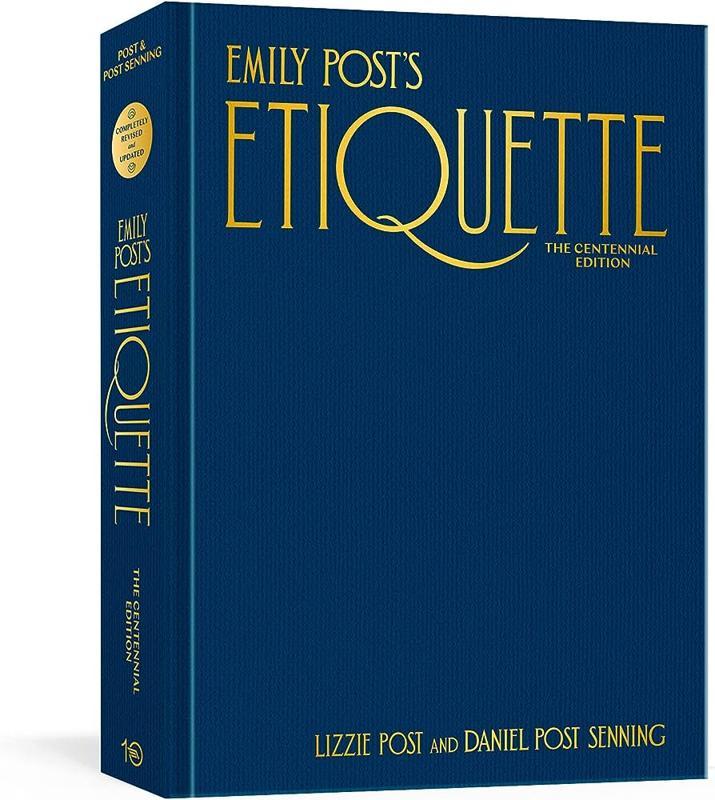 EMILY POST'S
ETIQUETTE
THE CENTENNIAL
EDITION
LIZZIE POST AND DANIEL POST SENNING
POST &
POST SENNING
COMPLETELY
REVISED
and
UPDATED
EMILY
POST'S
ETIQUETTE
THE CENTENNIAL
EDITION
10